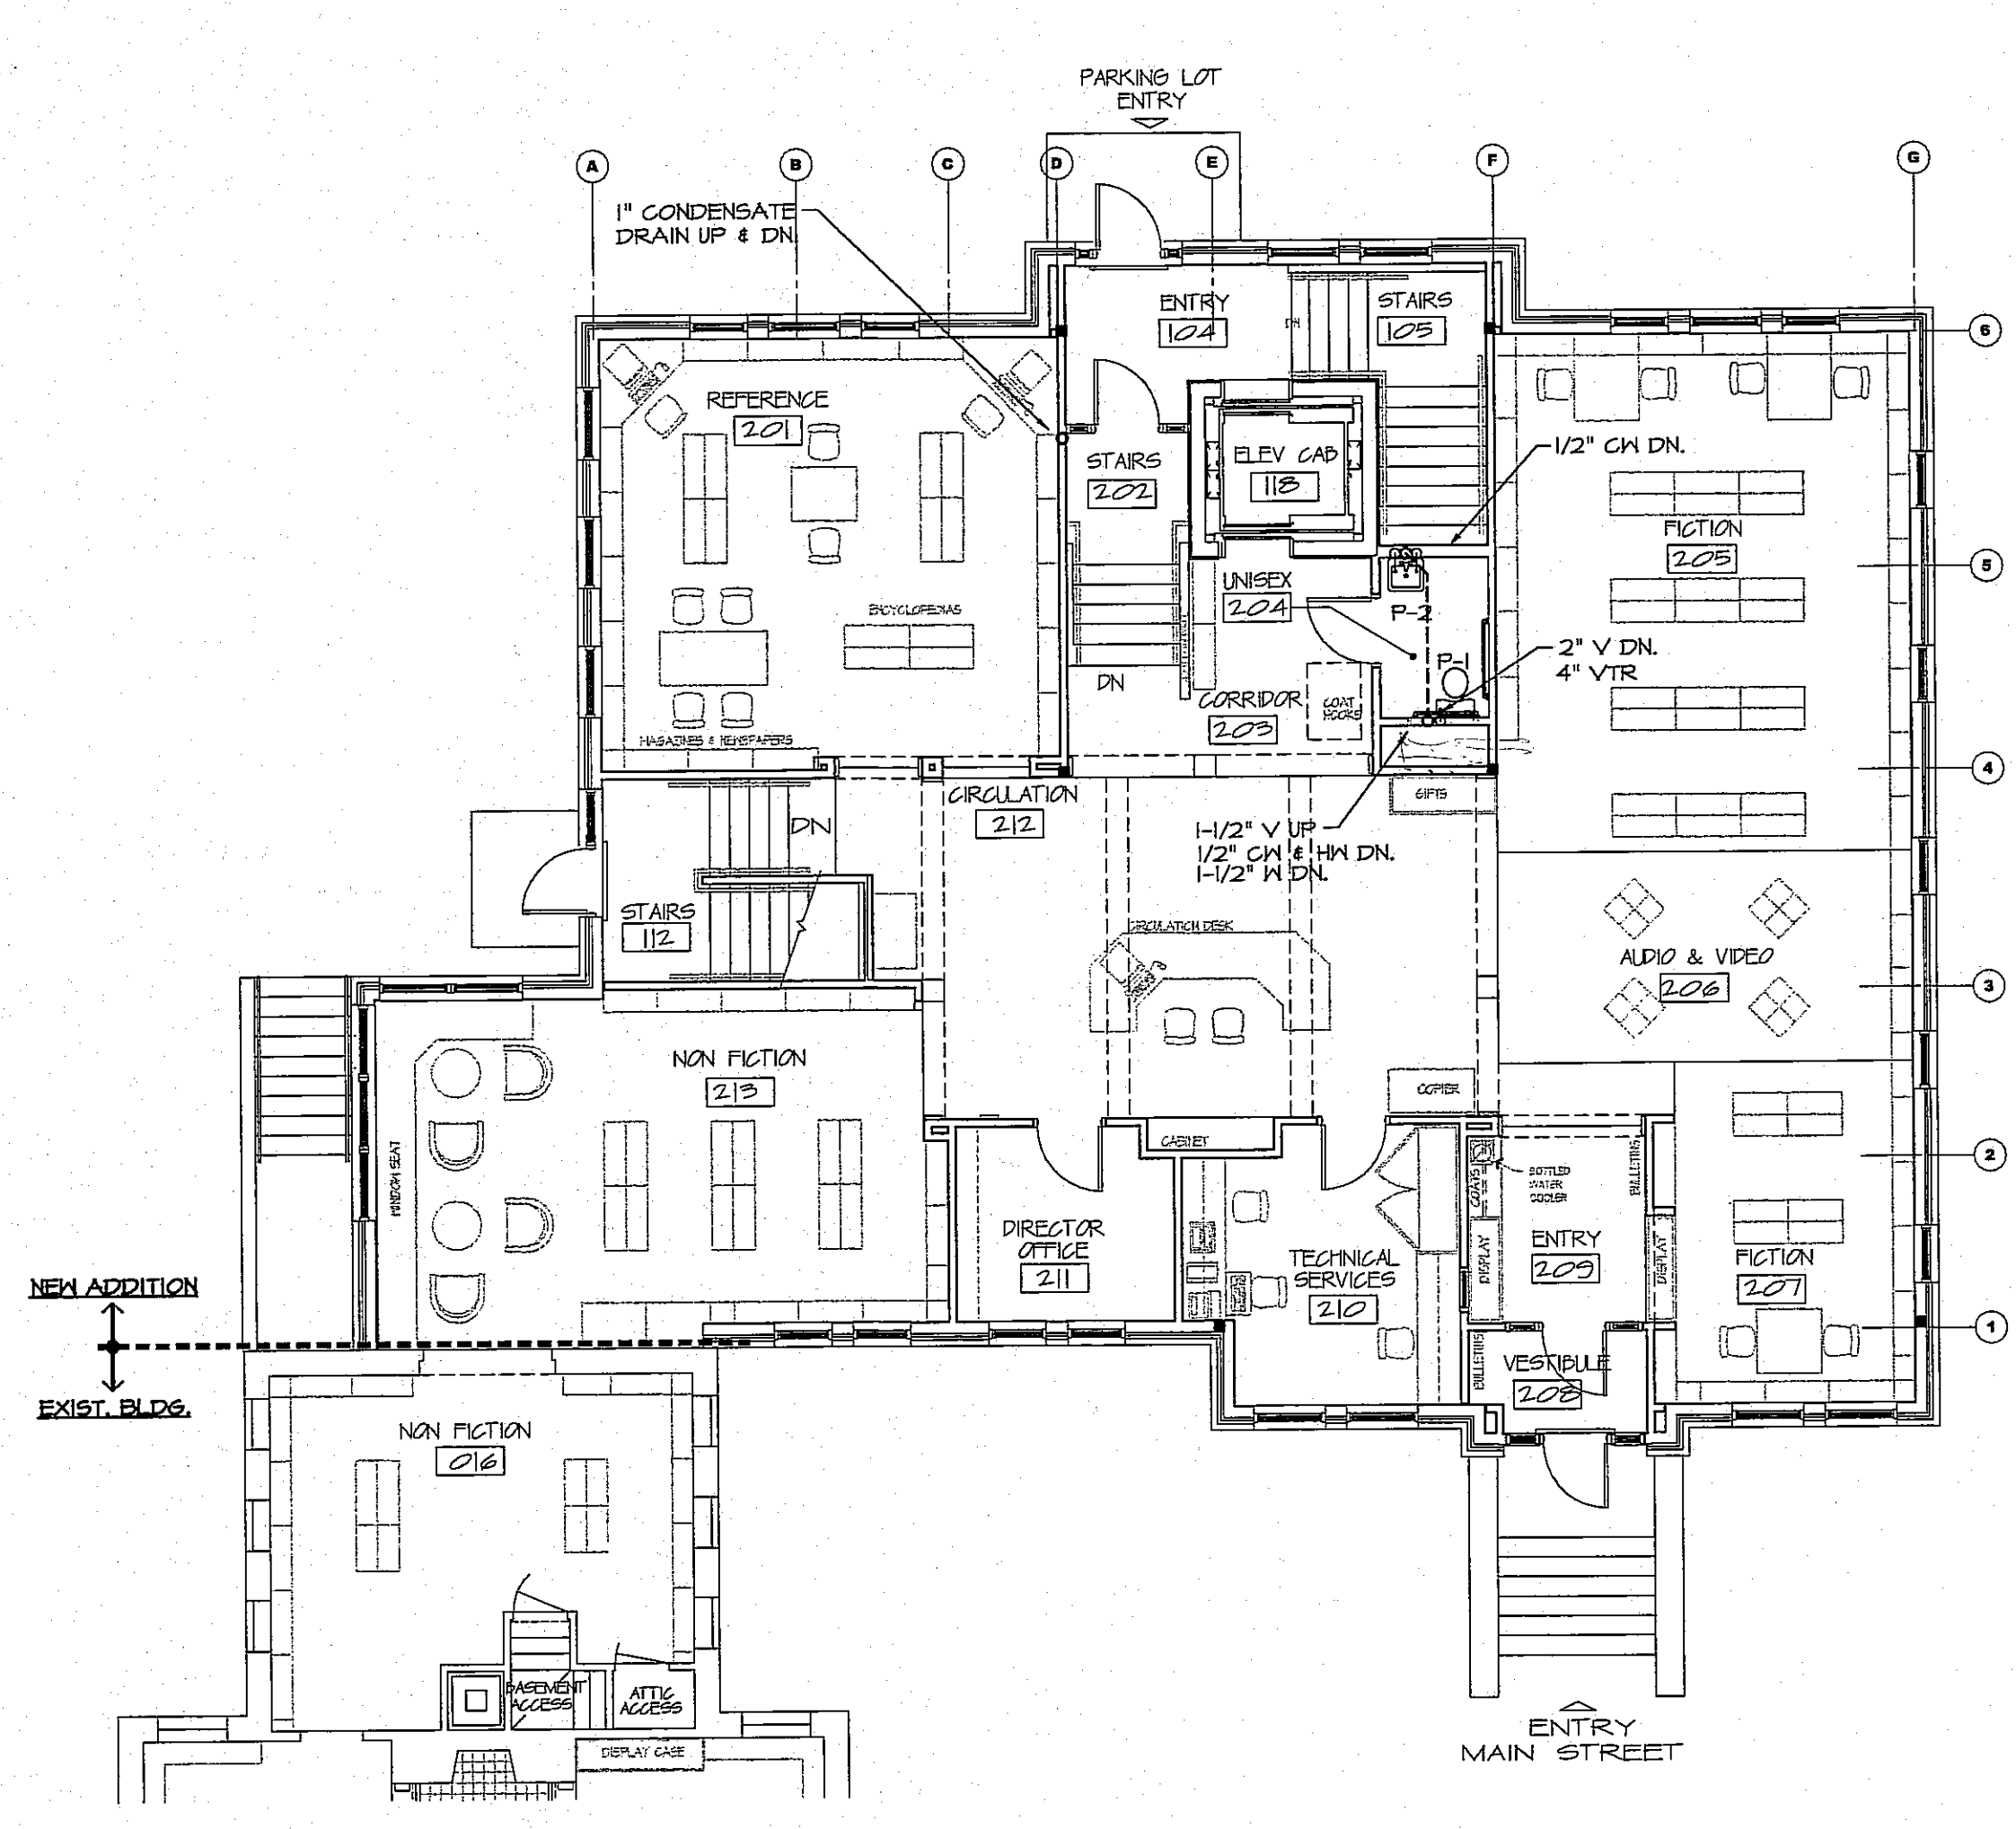 PARKING LOT
ENTRY
A
B
C
D
E
F
G
1" CONDENSATE
DRAIN UP & DN.
ENTRY
104
STAIRS
105
DN
6
REFERENCE
201
STAIRS
202
ELEV CAB
118
1/2" CW DN.
FICTION
205
5
UNISEX
204
P-2
ENCYCLOPEDIAS
2" V DN.
4" VTR
P-1
DN
CORRIDOR
203
COAT
HOOKS
MAGAZINES & NEWSPAPERS
4
CIRCULATION
212
GIFTS
DN
1-1/2" V UP
1/2" CW & HW DN.
1-1/2" W DN.
STAIRS
112
CIRCULATION DESK
AUDIO & VIDEO
206
3
NON FICTION
213
COPIER
WINDOW SEAT
CABINET
COATS
BOTTLED
WATER
COOLER
BULLETINS
2
DIRECTOR
OFFICE
211
TECHNICAL
SERVICES
210
DISPLAY
ENTRY
209
DISPLAY
FICTION
207
NEW ADDITION
1
BULLETINS
VESTIBULE
208
EXIST. BLDG.
NON FICTION
016
BASEMENT
ACCESS
ATTIC
ACCESS
DISPLAY CASE
ENTRY
MAIN STREET